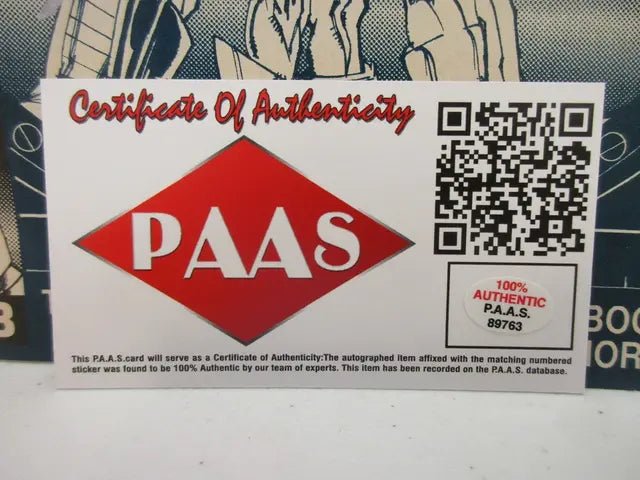 Certificate Of Authenticity
PAAS
100%
AUTHENTIC
P.A.A.S.
89763
This P.A.A.S.card will serve as a Certificate of Authenticity:The autographed item affixed with the matching numbered
sticker was found to be 100% Authentic by our team of experts. This item has been recorded on the P.A.A.S. database.